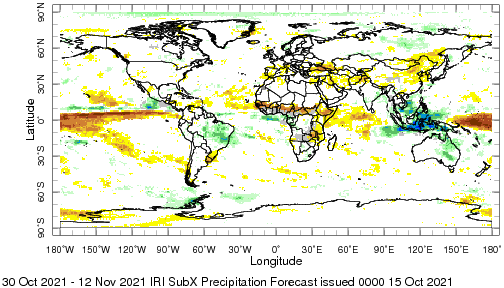 90°N
60°N
30°N
0°
30°S
60°S
90°S
Latitude
180°W 150°W 120°W 90°W 60°W 30°W 0° 30°E 60°E 90°E 120°E 150°E 180°
Longitude
30 Oct 2021 - 12 Nov 2021 IRI SubX Precipitation Forecast issued 0000 15 Oct 2021